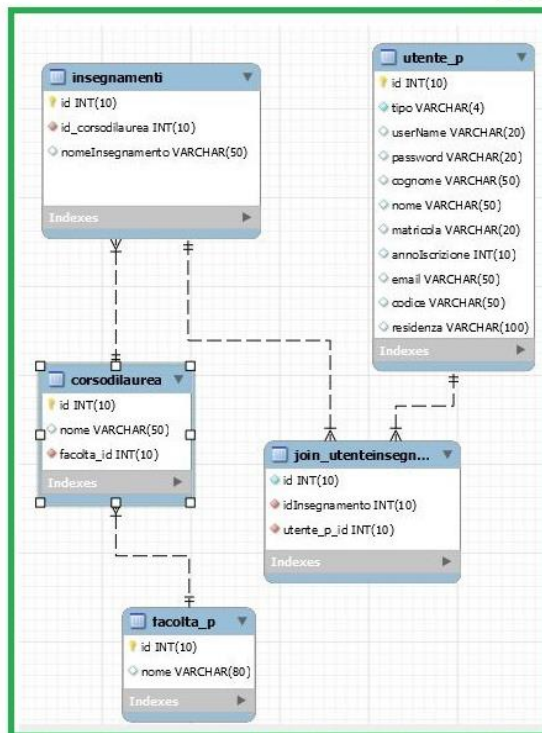 insegnamenti
id INT(10)
id_corsodilaurea INT(10)
nomeInsegnamento VARCHAR(50)
Indexes
utente_p
id INT(10)
tipo VARCHAR(4)
userName VARCHAR(20)
password VARCHAR(20)
cognome VARCHAR(50)
nome VARCHAR(50)
matricola VARCHAR(20)
annoIscrizione INT(10)
email VARCHAR(50)
codice VARCHAR(50)
residenza VARCHAR(100)
Indexes
corsodilaurea
id INT(10)
nome VARCHAR(50)
facolta_id INT(10)
Indexes
join_utenteinsegn...
id INT(10)
idInsegnamento INT(10)
utente_p_id INT(10)
Indexes
facolta_p
id INT(10)
nome VARCHAR(80)
Indexes